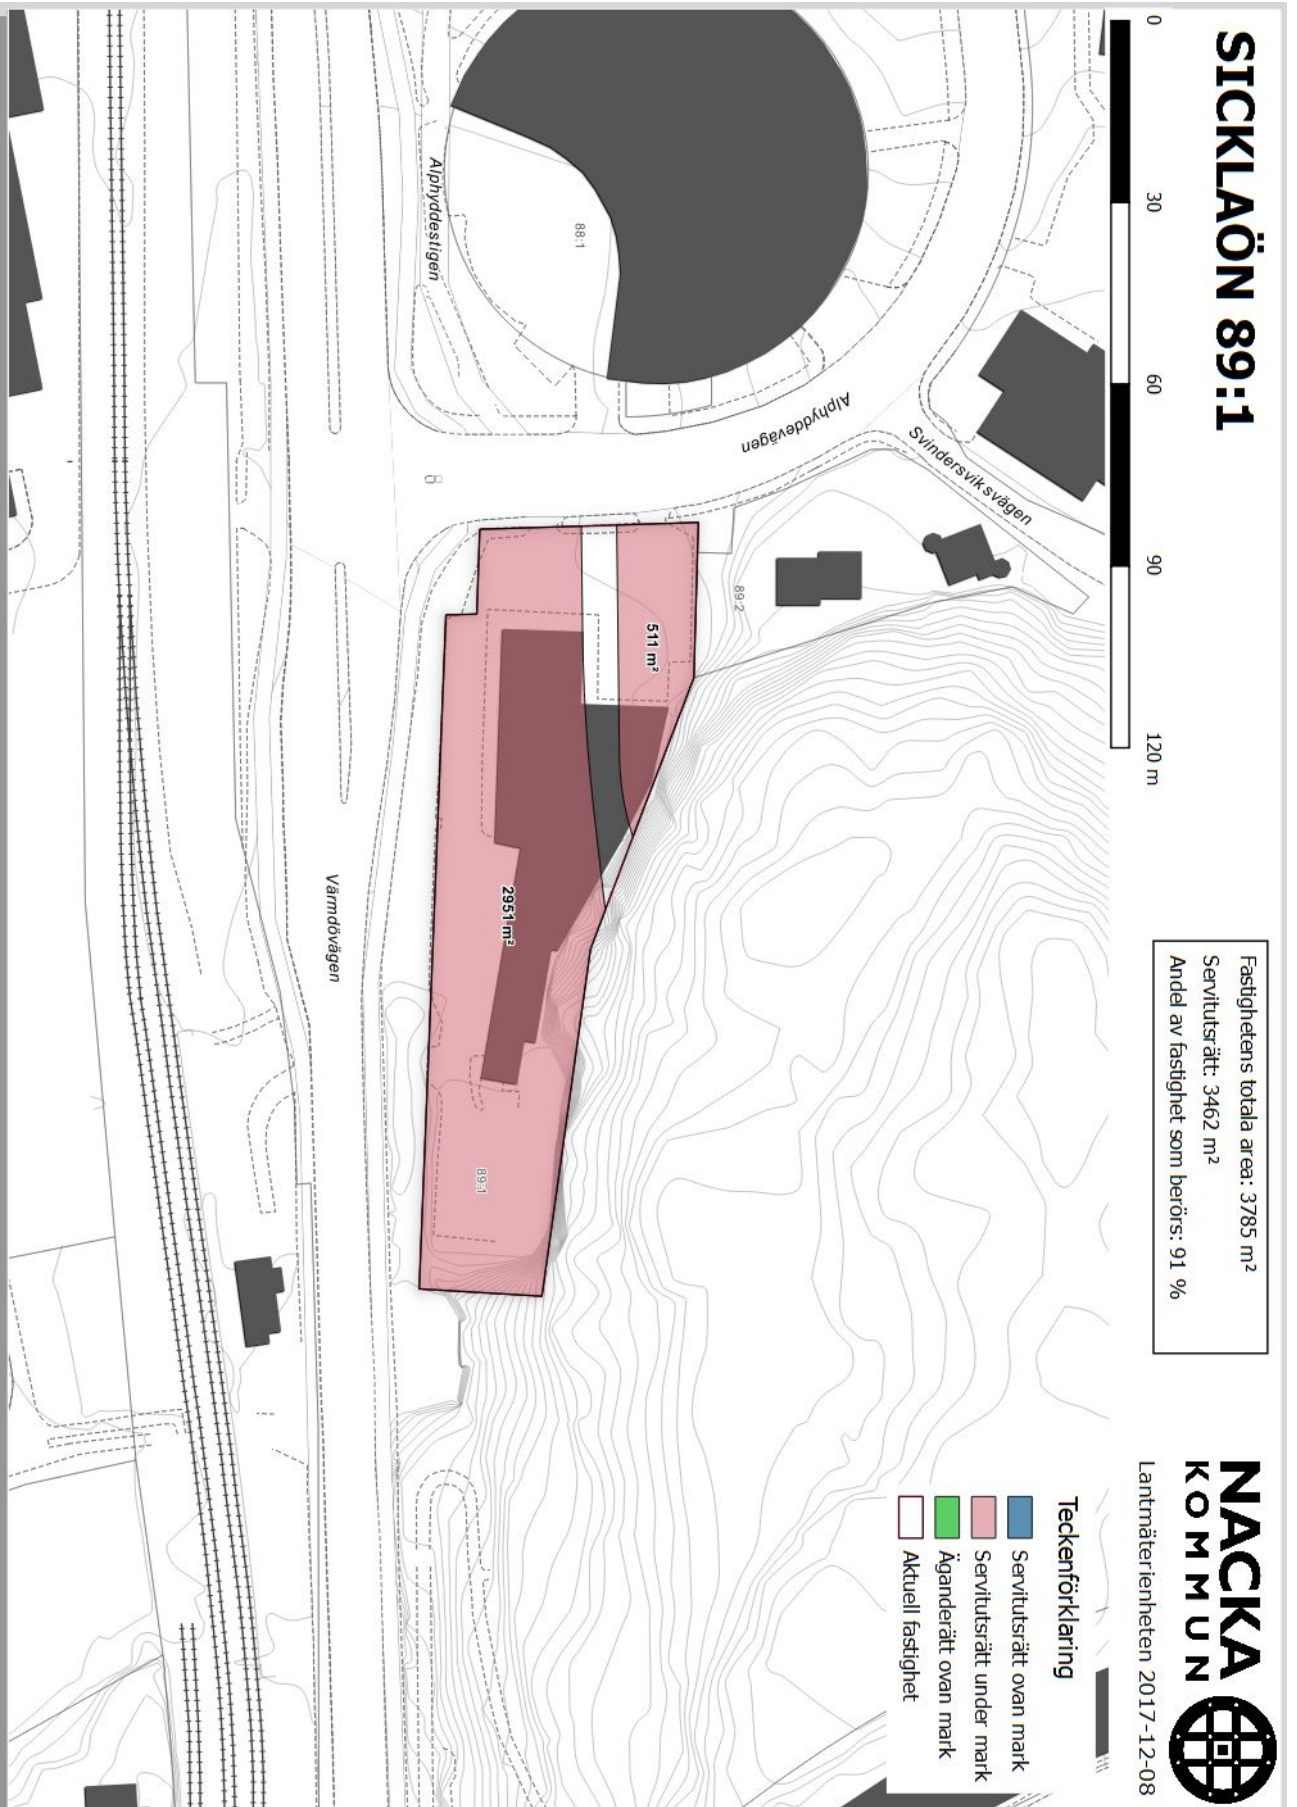 SICKLAÖN 89:1
0
30
60
90
120 m
Fastighetens totala area: 3785 m²
Servitutsrätt: 3462 m²
Andel av fastighet som berörs: 91 %
NACKA
KOMMUN
Lantmäterienheten 2017-12-08
Teckenförklaring
Servitutsrätt ovan mark
Servitutsrätt under mark
Äganderätt ovan mark
Aktuell fastighet
Svindersviksvägen
Alphyddevägen
89:2
511 m²
88:1
2951 m²
89:1
Alphyddestigen
Värmdövägen